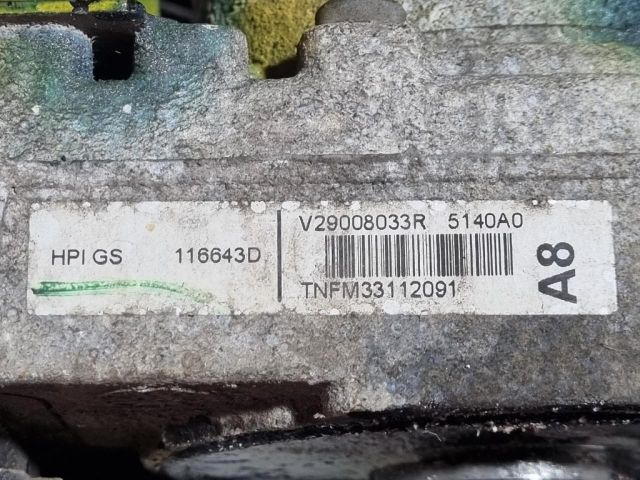 HPI GS 116643D
V29008033R 5140A0
TNFM33112091
A8